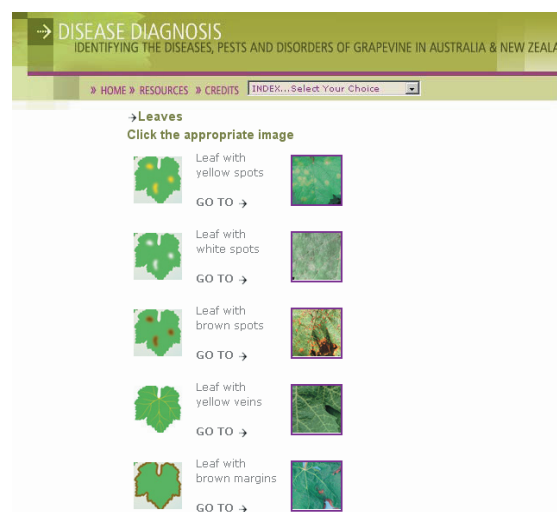 DISEASE DIAGNOSIS
IDENTIFYING THE DISEASES, PESTS AND DISORDERS OF GRAPEVINE IN AUSTRALIA & NEW ZEALA
» HOME » RESOURCES » CREDITS INDEX...Select Your Choice
→Leaves
Click the appropriate image
Leaf with
yellow spots
GO TO →
Leaf with
white spots
GO TO →
Leaf with
brown spots
GO TO →
Leaf with
yellow veins
GO TO →
Leaf with
brown margins
GO TO →